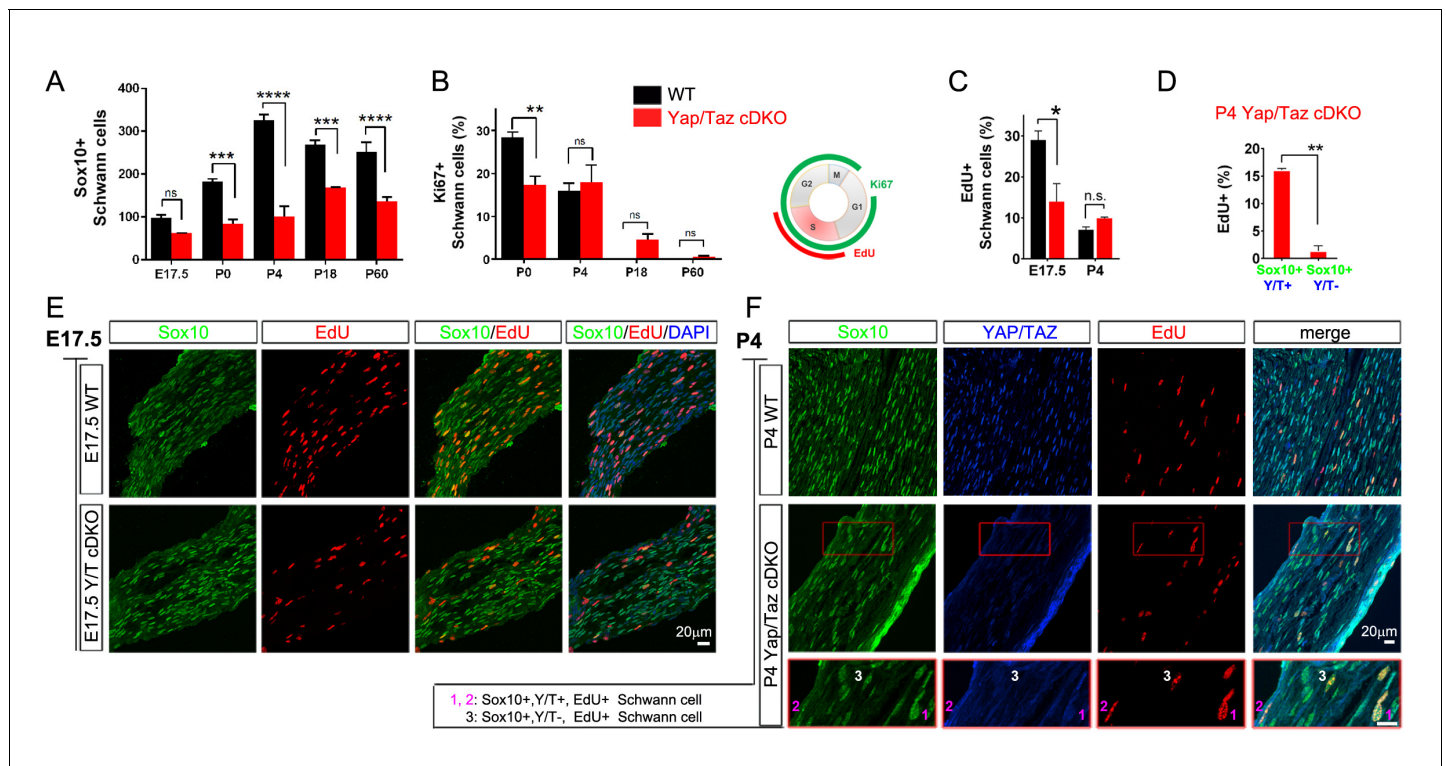 A
Sox10+
Schwann cells
400
300
200
100
0
ns
***
****
***
****
E17.5 P0 P4 P18 P60
B
Ki67+
Schwann cells (%)
30
20
10
0
**
ns
ns
ns
P0 P4 P18 P60
WT
Yap/Taz cDKO
G2
M
G1
S
Ki67
EdU
C
EdU+
Schwann cells (%)
30
20
10
0
*
n.s.
E17.5 P4
D
P4 Yap/Taz cDKO
EdU+ (%)
20
15
10
5
0
**
Sox10+ Sox10+
Y/T+ Y/T-
E
E17.5
Sox10
EdU
Sox10/EdU
Sox10/EdU/DAPI
E17.5 WT
E17.5 Y/T cDKO
20μm
F
P4
Sox10
YAP/TAZ
EdU
merge
P4 WT
P4 Yap/Taz cDKO
20μm
3 3 3 3
2 1 2 1 2 1 2 1
1, 2: Sox10+,Y/T+, EdU+ Schwann cell
3: Sox10+,Y/T-, EdU+ Schwann cell